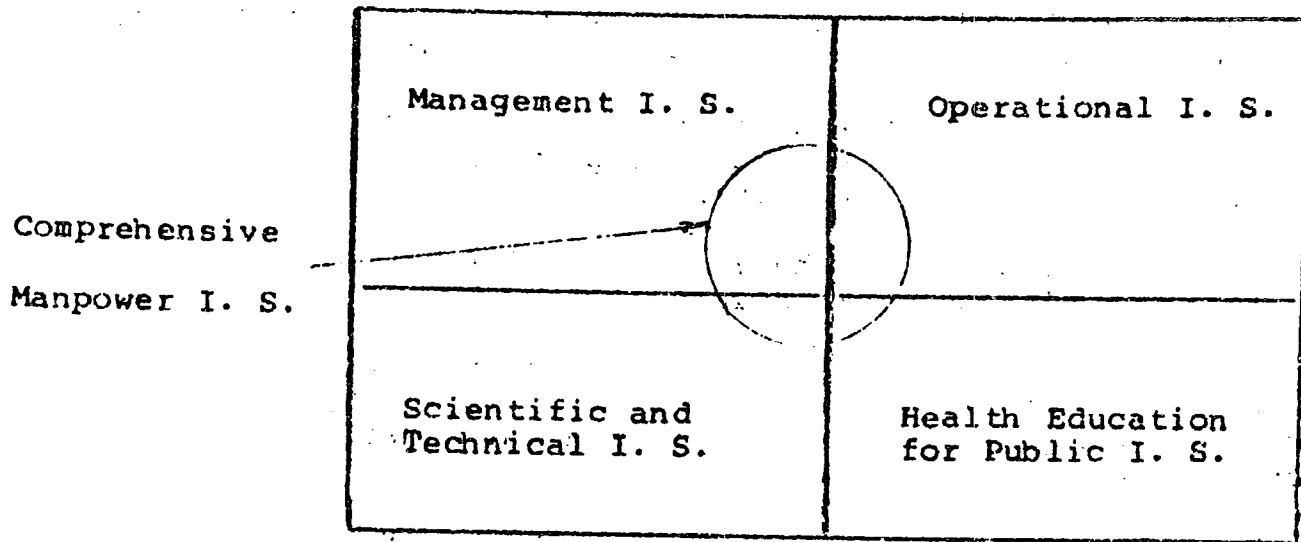 Management I. S.
Operational I. S.
Comprehensive
Manpower I. S.
Scientific and
Technical I. S.
Health Education
for Public I. S.